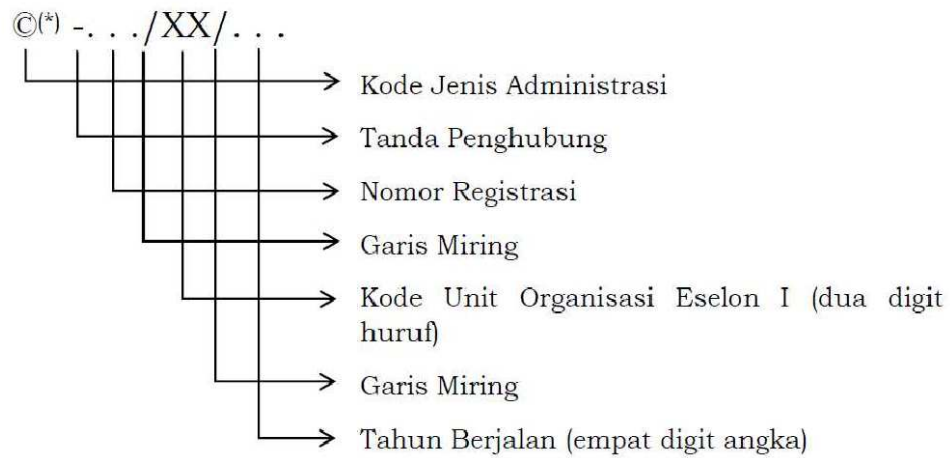 ©(*) -. . ./XX/. . .
Kode Jenis Administrasi
Tanda Penghubung
Nomor Registrasi
Garis Miring
Kode Unit Organisasi Eselon I (dua digit
huruf)
Garis Miring
Tahun Berjalan (empat digit angka)